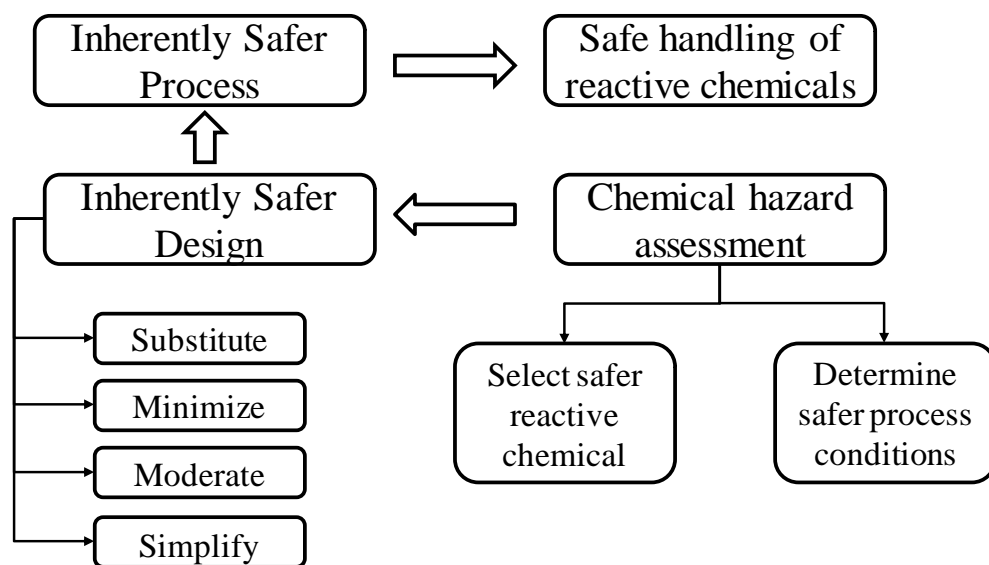 Inherently Safer
Process
Safe handling of
reactive chemicals
Inherently Safer
Design
Chemical hazard
assessment
Substitute
Minimize
Moderate
Simplify
Select safer
reactive
chemical
Determine
safer process
conditions